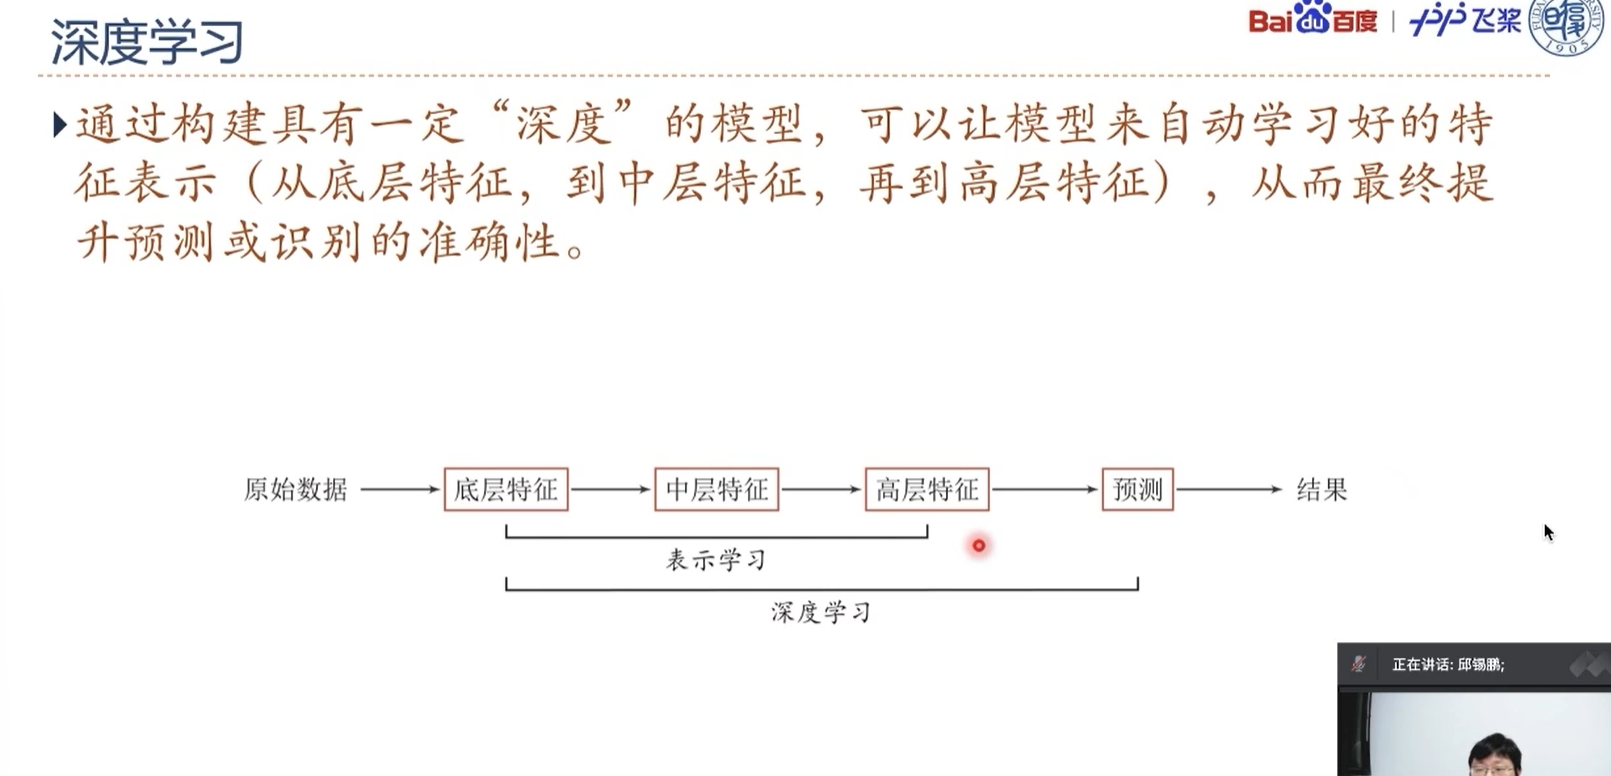 深度学习
Bai du 百度 | 飞桨
1905
通过构建具有一定“深度”的模型，可以让模型来自动学习好的特
征表示（从底层特征，到中层特征，再到高层特征），从而最终提
升预测或识别的准确性。
原始数据 底层特征 中层特征 高层特征 预测 结果
表示学习
深度学习
正在讲话: 邱锡鹏;